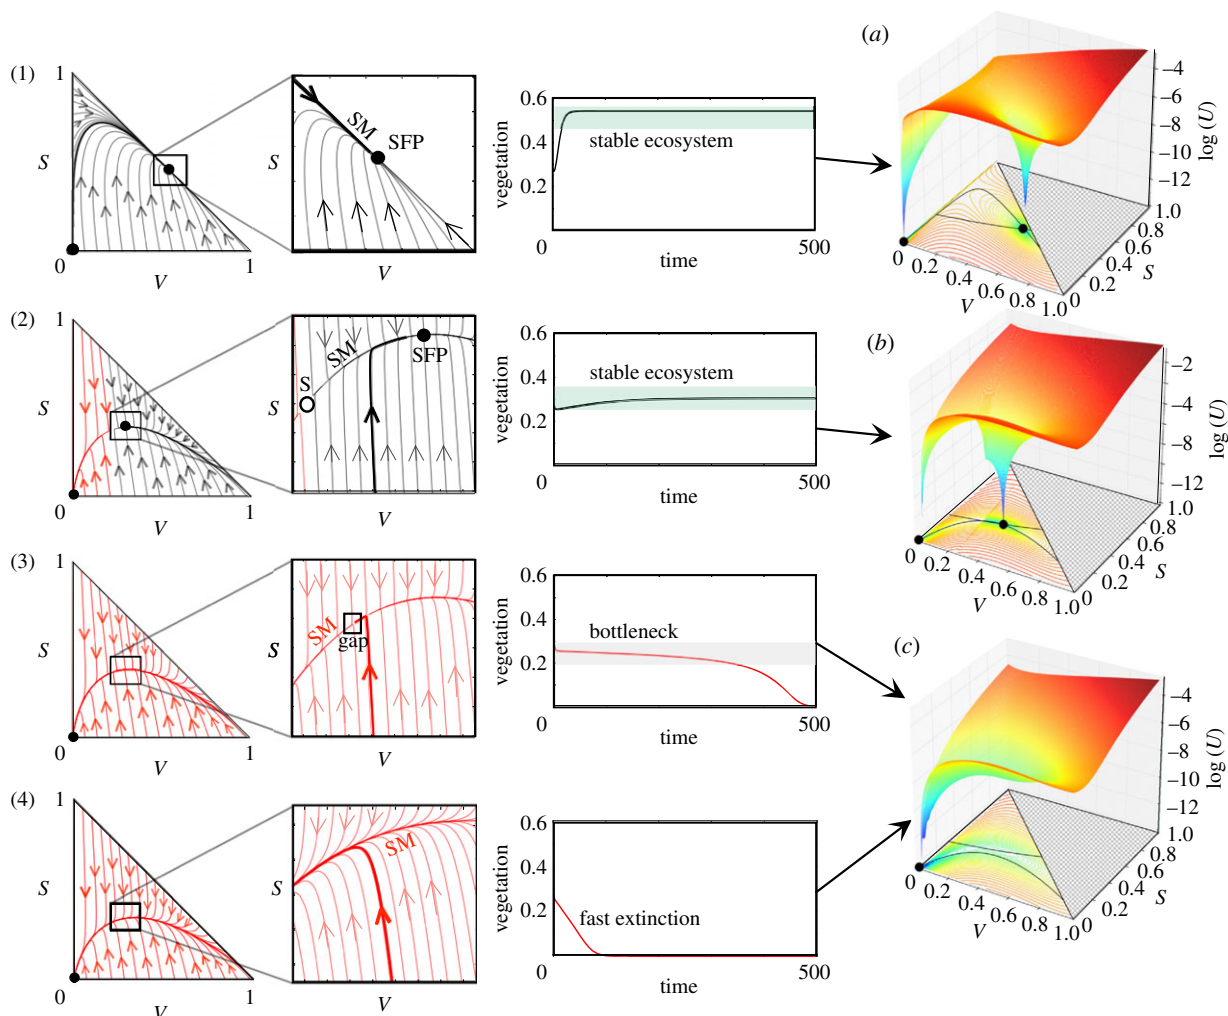 (1)
1
S
0
1
V
S
SM
SFP
V
0.6
0.4
0.2
0
500
vegetation
stable ecosystem
time
(a)
−4
−6
−8
−10
−12
log (U)
1.0
0.8
0.6
0.4
0.2
0
S
0
0.2
0.4
0.6
0.8
1.0
V
(2)
1
S
0
1
V
S
S
SM
SFP
V
0.6
0.4
0.2
0
500
vegetation
stable ecosystem
time
(b)
−2
−4
−8
−12
log (U)
1.0
0.8
0.6
0.4
0.2
0
S
0
0.2
0.4
0.6
0.8
1.0
V
(3)
1
S
0
1
V
S
SM
gap
V
0.6
0.4
0.2
0
500
vegetation
bottleneck
time
(c)
−4
−6
−8
−10
−12
log (U)
1.0
0.8
0.6
0.4
0.2
0
S
0
0.2
0.4
0.6
0.8
1.0
V
(4)
1
S
0
1
V
S
SM
V
0.6
0.4
0.2
0
500
vegetation
fast extinction
time